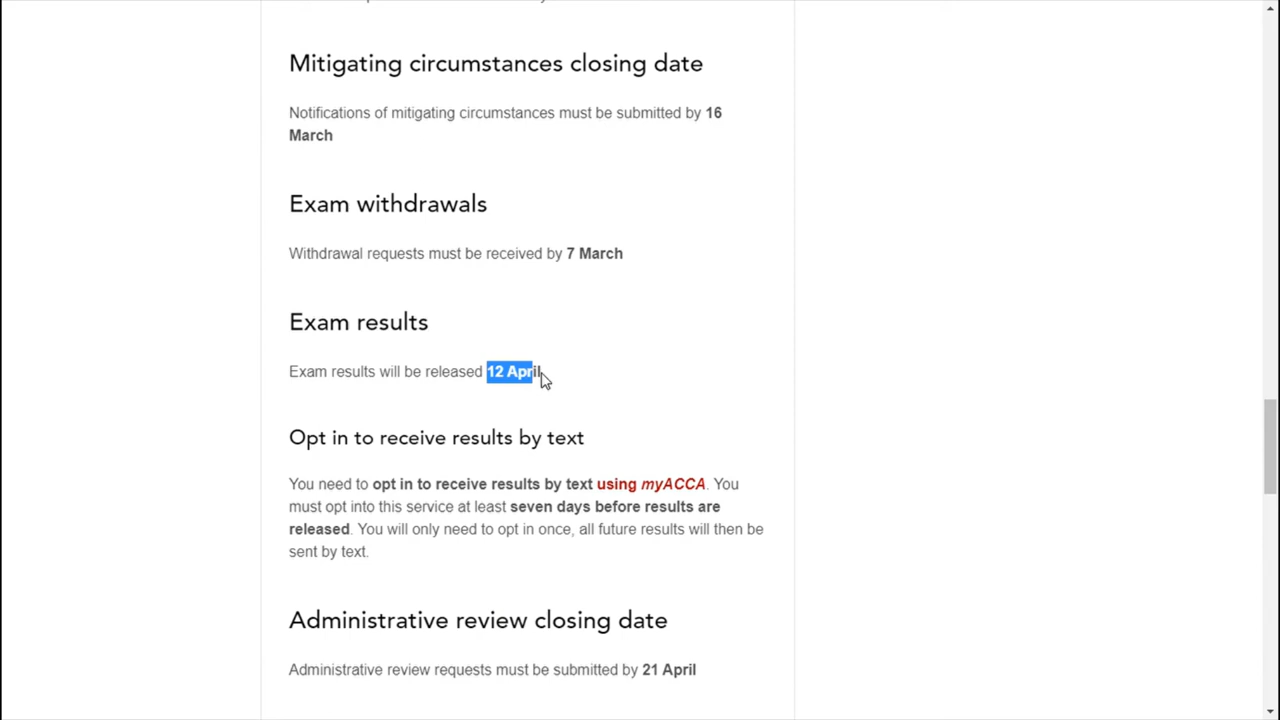 Mitigating circumstances closing date
Notifications of mitigating circumstances must be submitted by 16
March
Exam withdrawals
Withdrawal requests must be received by 7 March
Exam results
Exam results will be released 12 April
Opt in to receive results by text
You need to opt in to receive results by text using myACCA. You
must opt into this service at least seven days before results are
released. You will only need to opt in once, all future results will then be
sent by text.
Administrative review closing date
Administrative review requests must be submitted by 21 April